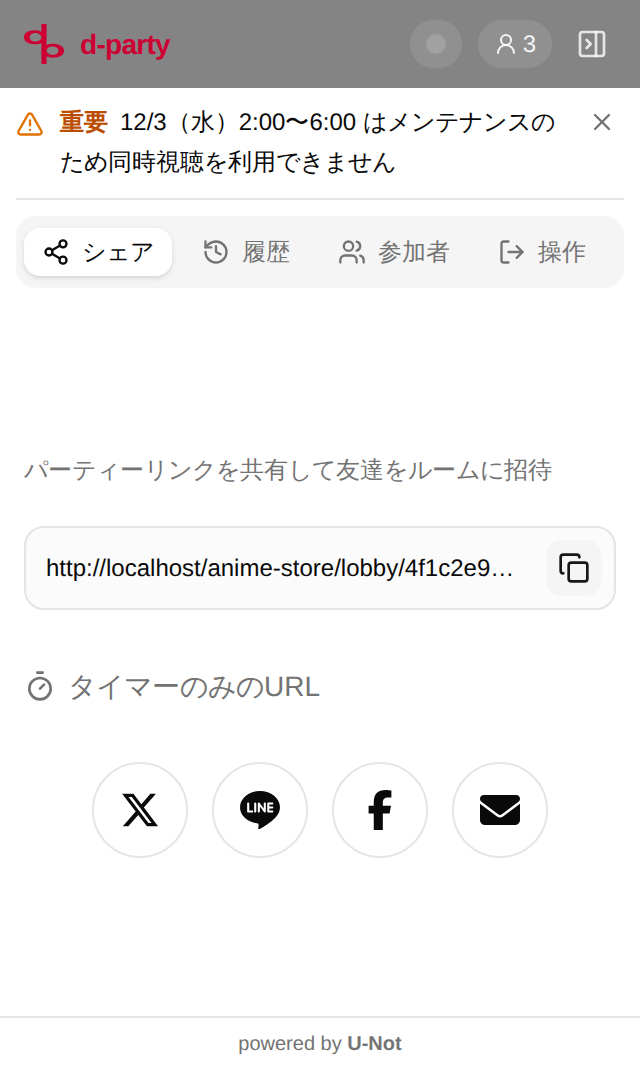 d-party
3
重要 12/3（水）2:00〜6:00 はメンテナンスの
ため同時視聴を利用できません
シェア 履歴 参加者 操作
パーティーリンクを共有して友達をルームに招待
http://localhost/anime-store/lobby/4f1c2e9…
タイマーのみのURL
LINE
powered by U-Not